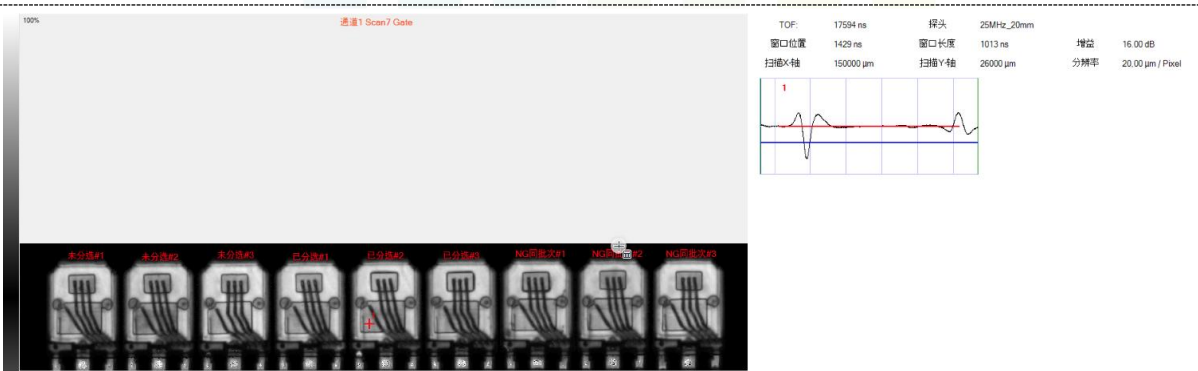 100%
通道1 Scan7 Gate
TOF: 17594 ns 探头 25MHz_20mm
窗口位置 1429 ns 窗口长度 1013 ns 增益 16.00 dB
扫描X-轴 150000 µm 扫描Y-轴 26000 µm 分辨率 20.00 µm / Pixel
1
未分选#1 未分选#2 未分选#3 已分选#1 已分选#2 已分选#3 NG同批次#1 NG同 #2 NG同批次#3